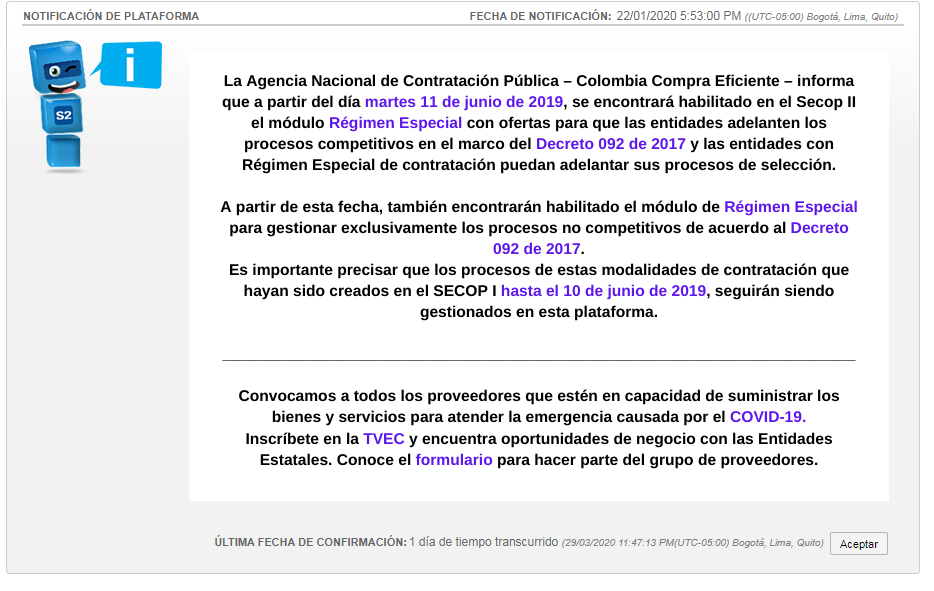 NOTIFICACIÓN DE PLATAFORMA
FECHA DE NOTIFICACIÓN: 22/01/2020 5:53:00 PM ((UTC-05:00) Bogotá, Lima, Quito)
i
S2
La Agencia Nacional de Contratación Pública – Colombia Compra Eficiente – informa
que a partir del día martes 11 de junio de 2019, se encontrará habilitado en el Secop II
el módulo Régimen Especial con ofertas para que las entidades adelanten los
procesos competitivos en el marco del Decreto 092 de 2017 y las entidades con
Régimen Especial de contratación puedan adelantar sus procesos de selección.
A partir de esta fecha, también encontrarán habilitado el módulo de Régimen Especial
para gestionar exclusivamente los procesos no competitivos de acuerdo al Decreto
092 de 2017.
Es importante precisar que los procesos de estas modalidades de contratación que
hayan sido creados en el SECOP I hasta el 10 de junio de 2019, seguirán siendo
gestionados en esta plataforma.
Convocamos a todos los proveedores que estén en capacidad de suministrar los
bienes y servicios para atender la emergencia causada por el COVID-19.
Inscríbete en la TVEC y encuentra oportunidades de negocio con las Entidades
Estatales. Conoce el formulario para hacer parte del grupo de proveedores.
ÚLTIMA FECHA DE CONFIRMACIÓN: 1 día de tiempo transcurrido (29/03/2020 11:47:13 PM(UTC-05:00) Bogotá, Lima, Quito)
Aceptar